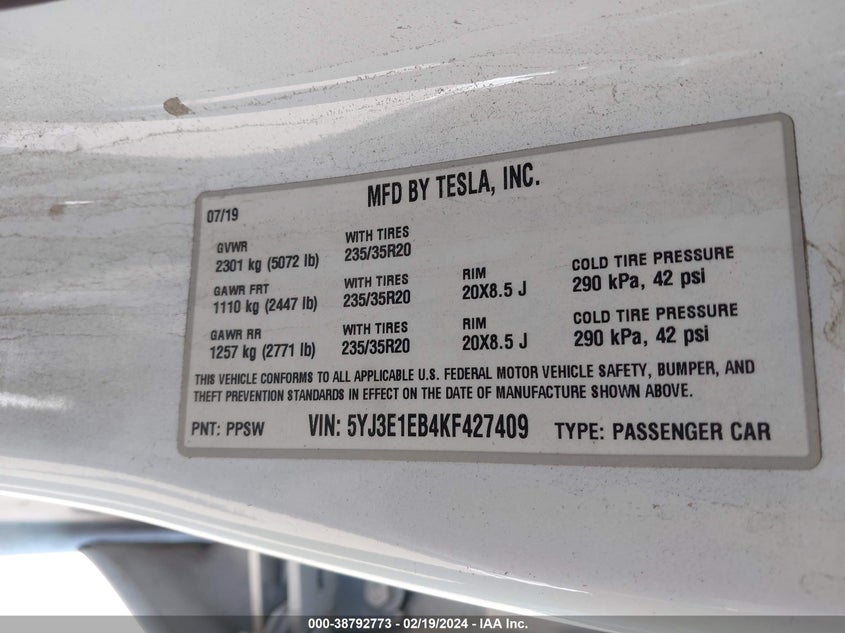 MFD BY TESLA, INC.
07/19
GVWR
2301 kg (5072 lb)
WITH TIRES
235/35R20
GAWR FRT
1110 kg (2447 lb)
WITH TIRES
235/35R20
RIM
20X8.5 J
COLD TIRE PRESSURE
290 kPa, 42 psi
GAWR RR
1257 kg (2771 lb)
WITH TIRES
235/35R20
RIM
20X8.5 J
COLD TIRE PRESSURE
290 kPa, 42 psi
THIS VEHICLE CONFORMS TO ALL APPLICABLE U.S. FEDERAL MOTOR VEHICLE SAFETY, BUMPER, AND
THEFT PREVENTION STANDARDS IN EFFECT ON THE DATE OF MANUFACTURE SHOWN ABOVE.
PNT: PPSW VIN: 5YJ3E1EB4KF427409 TYPE: PASSENGER CAR
000-38792773 - 02/19/2024 - IAA Inc.